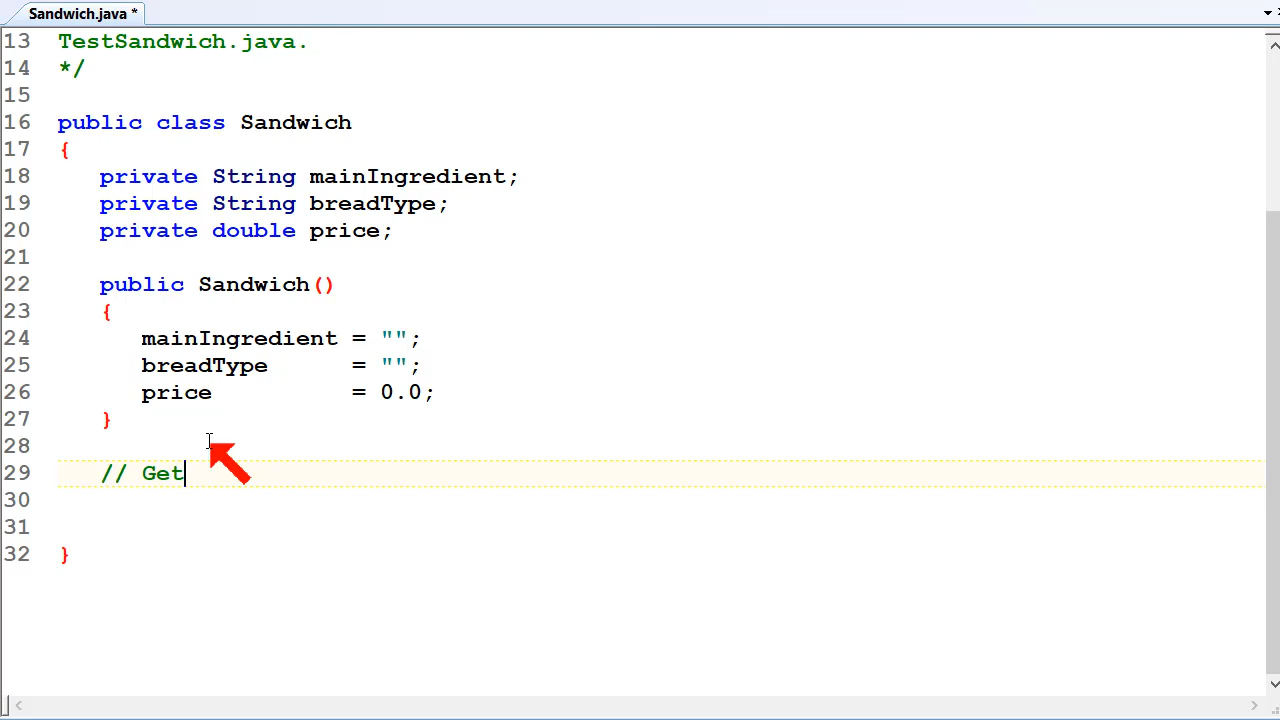 Sandwich.java *
13 TestSandwich.java.
14 */
15
16 public class Sandwich
17 {
18 private String mainIngredient;
19 private String breadType;
20 private double price;
21
22 public Sandwich()
23 {
24 mainIngredient = "";
25 breadType = "";
26 price = 0.0;
27 }
28
29 // Get
30
31
32 }